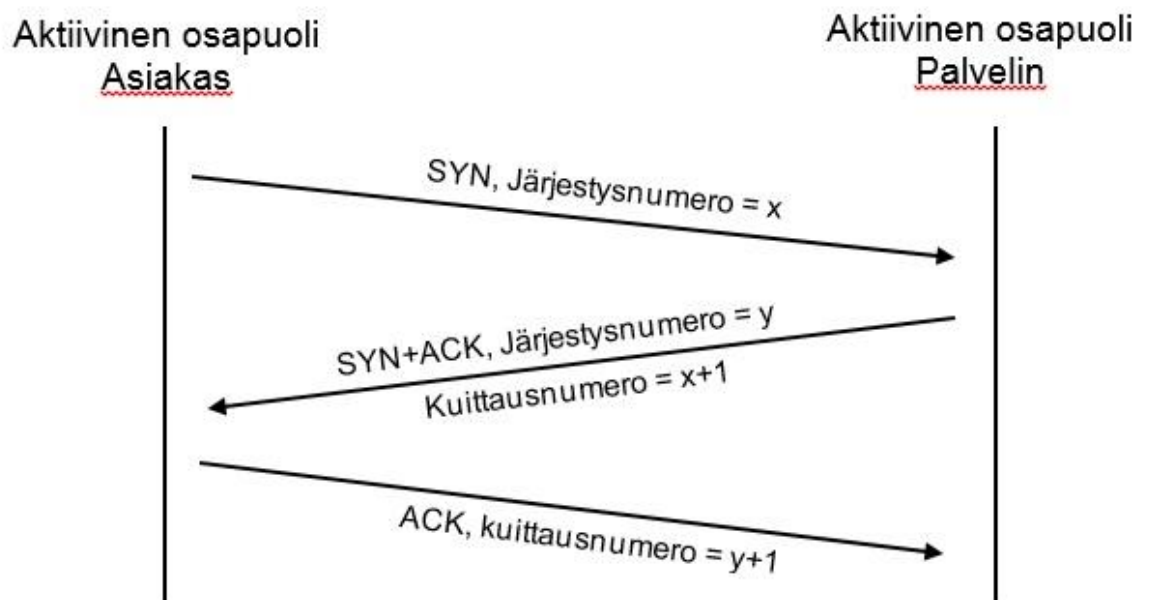 Aktiivinen osapuoli
Asiakas
Aktiivinen osapuoli
Palvelin
SYN, Järjestysnumero = x
SYN+ACK, Järjestysnumero = y
Kuittausnumero = x+1
ACK, kuittausnumero = y+1